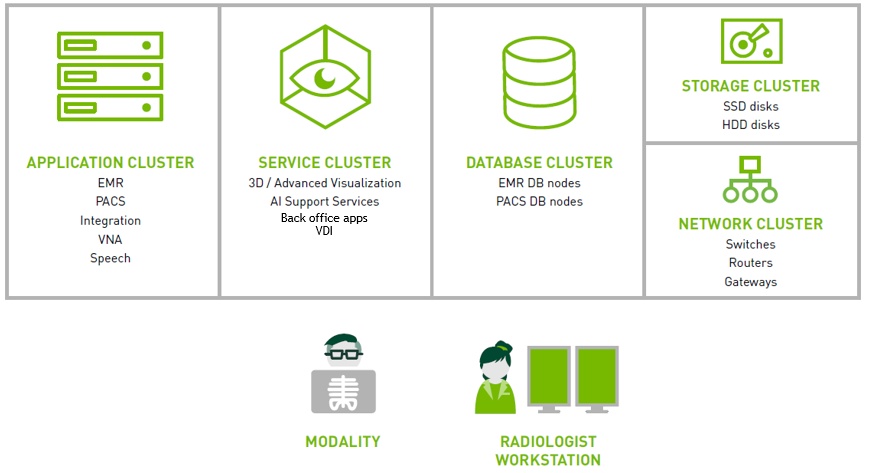 APPLICATION CLUSTER
EMR
PACS
Integration
VNA
Speech
SERVICE CLUSTER
3D / Advanced Visualization
AI Support Services
Back office apps
VDI
DATABASE CLUSTER
EMR DB nodes
PACS DB nodes
STORAGE CLUSTER
SSD disks
HDD disks
NETWORK CLUSTER
Switches
Routers
Gateways
MODALITY
RADIOLOGIST
WORKSTATION